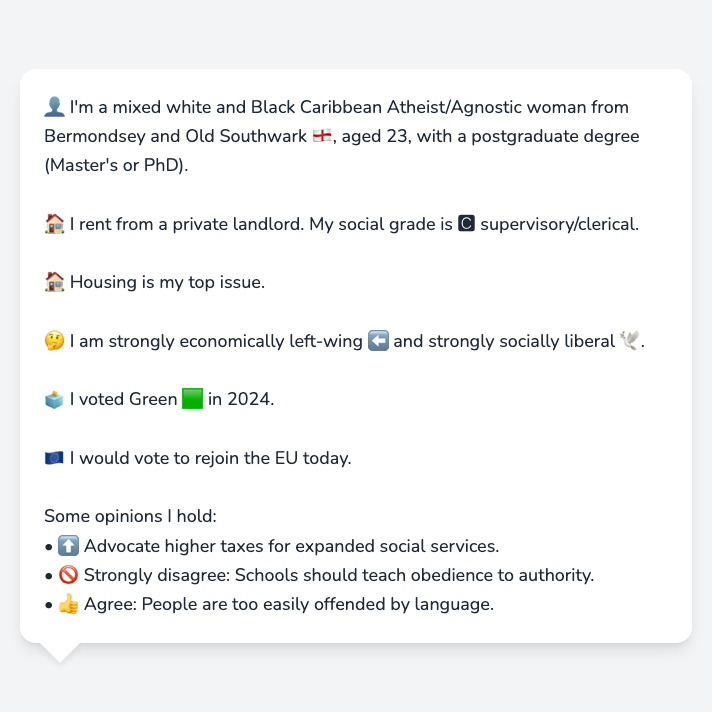 👤 I'm a mixed white and Black Caribbean Atheist/Agnostic woman from
Bermondsey and Old Southwark 🏴󠁧󠁢󠁥󠁮󠁧󠁿, aged 23, with a postgraduate degree
(Master's or PhD).
🏠 I rent from a private landlord. My social grade is C supervisory/clerical.
🏠 Housing is my top issue.
🤔 I am strongly economically left-wing ⬅️ and strongly socially liberal 🕊️.
🗳️ I voted Green 🟩 in 2024.
🇪🇺 I would vote to rejoin the EU today.
Some opinions I hold:
• ⬆️ Advocate higher taxes for expanded social services.
• 🚫 Strongly disagree: Schools should teach obedience to authority.
• 👍 Agree: People are too easily offended by language.